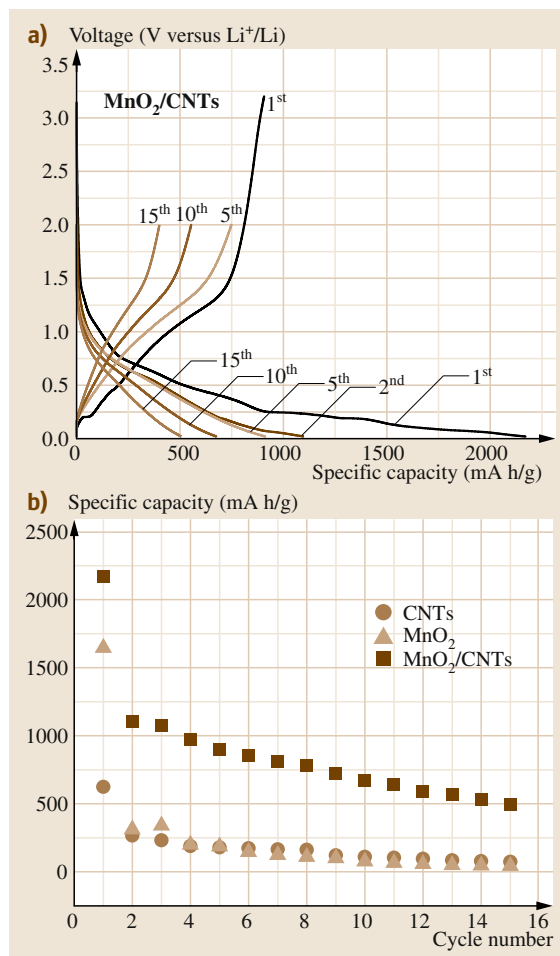 a) Voltage (V versus Li⁺/Li)
3.5
MnO₂/CNTs
1ˢᵗ
3.0
2.5
15ᵗʰ 10ᵗʰ 5ᵗʰ
2.0
1.5
1.0
15ᵗʰ
10ᵗʰ
5ᵗʰ
2ⁿᵈ
1ˢᵗ
0.5
0.0
0 500 1000 1500 2000
Specific capacity (mA h/g)
b) Specific capacity (mA h/g)
2500
CNTs
MnO₂
MnO₂/CNTs
2000
1500
1000
500
0
0 2 4 6 8 10 12 14 16
Cycle number